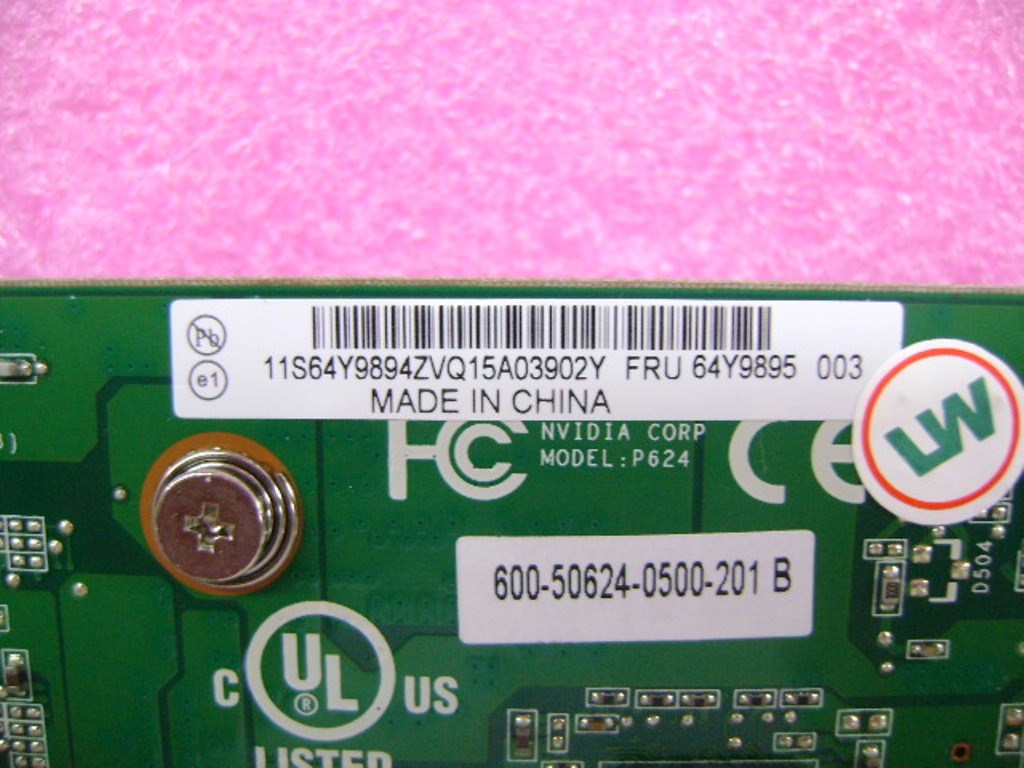 Pb
e1
11S64Y9894ZVQ15A03902Y FRU 64Y9895 003
MADE IN CHINA
FC
NVIDIA CORP
MODEL:P624
CE
LW
600-50624-0500-201 B
D504
C UL ® US
LISTED